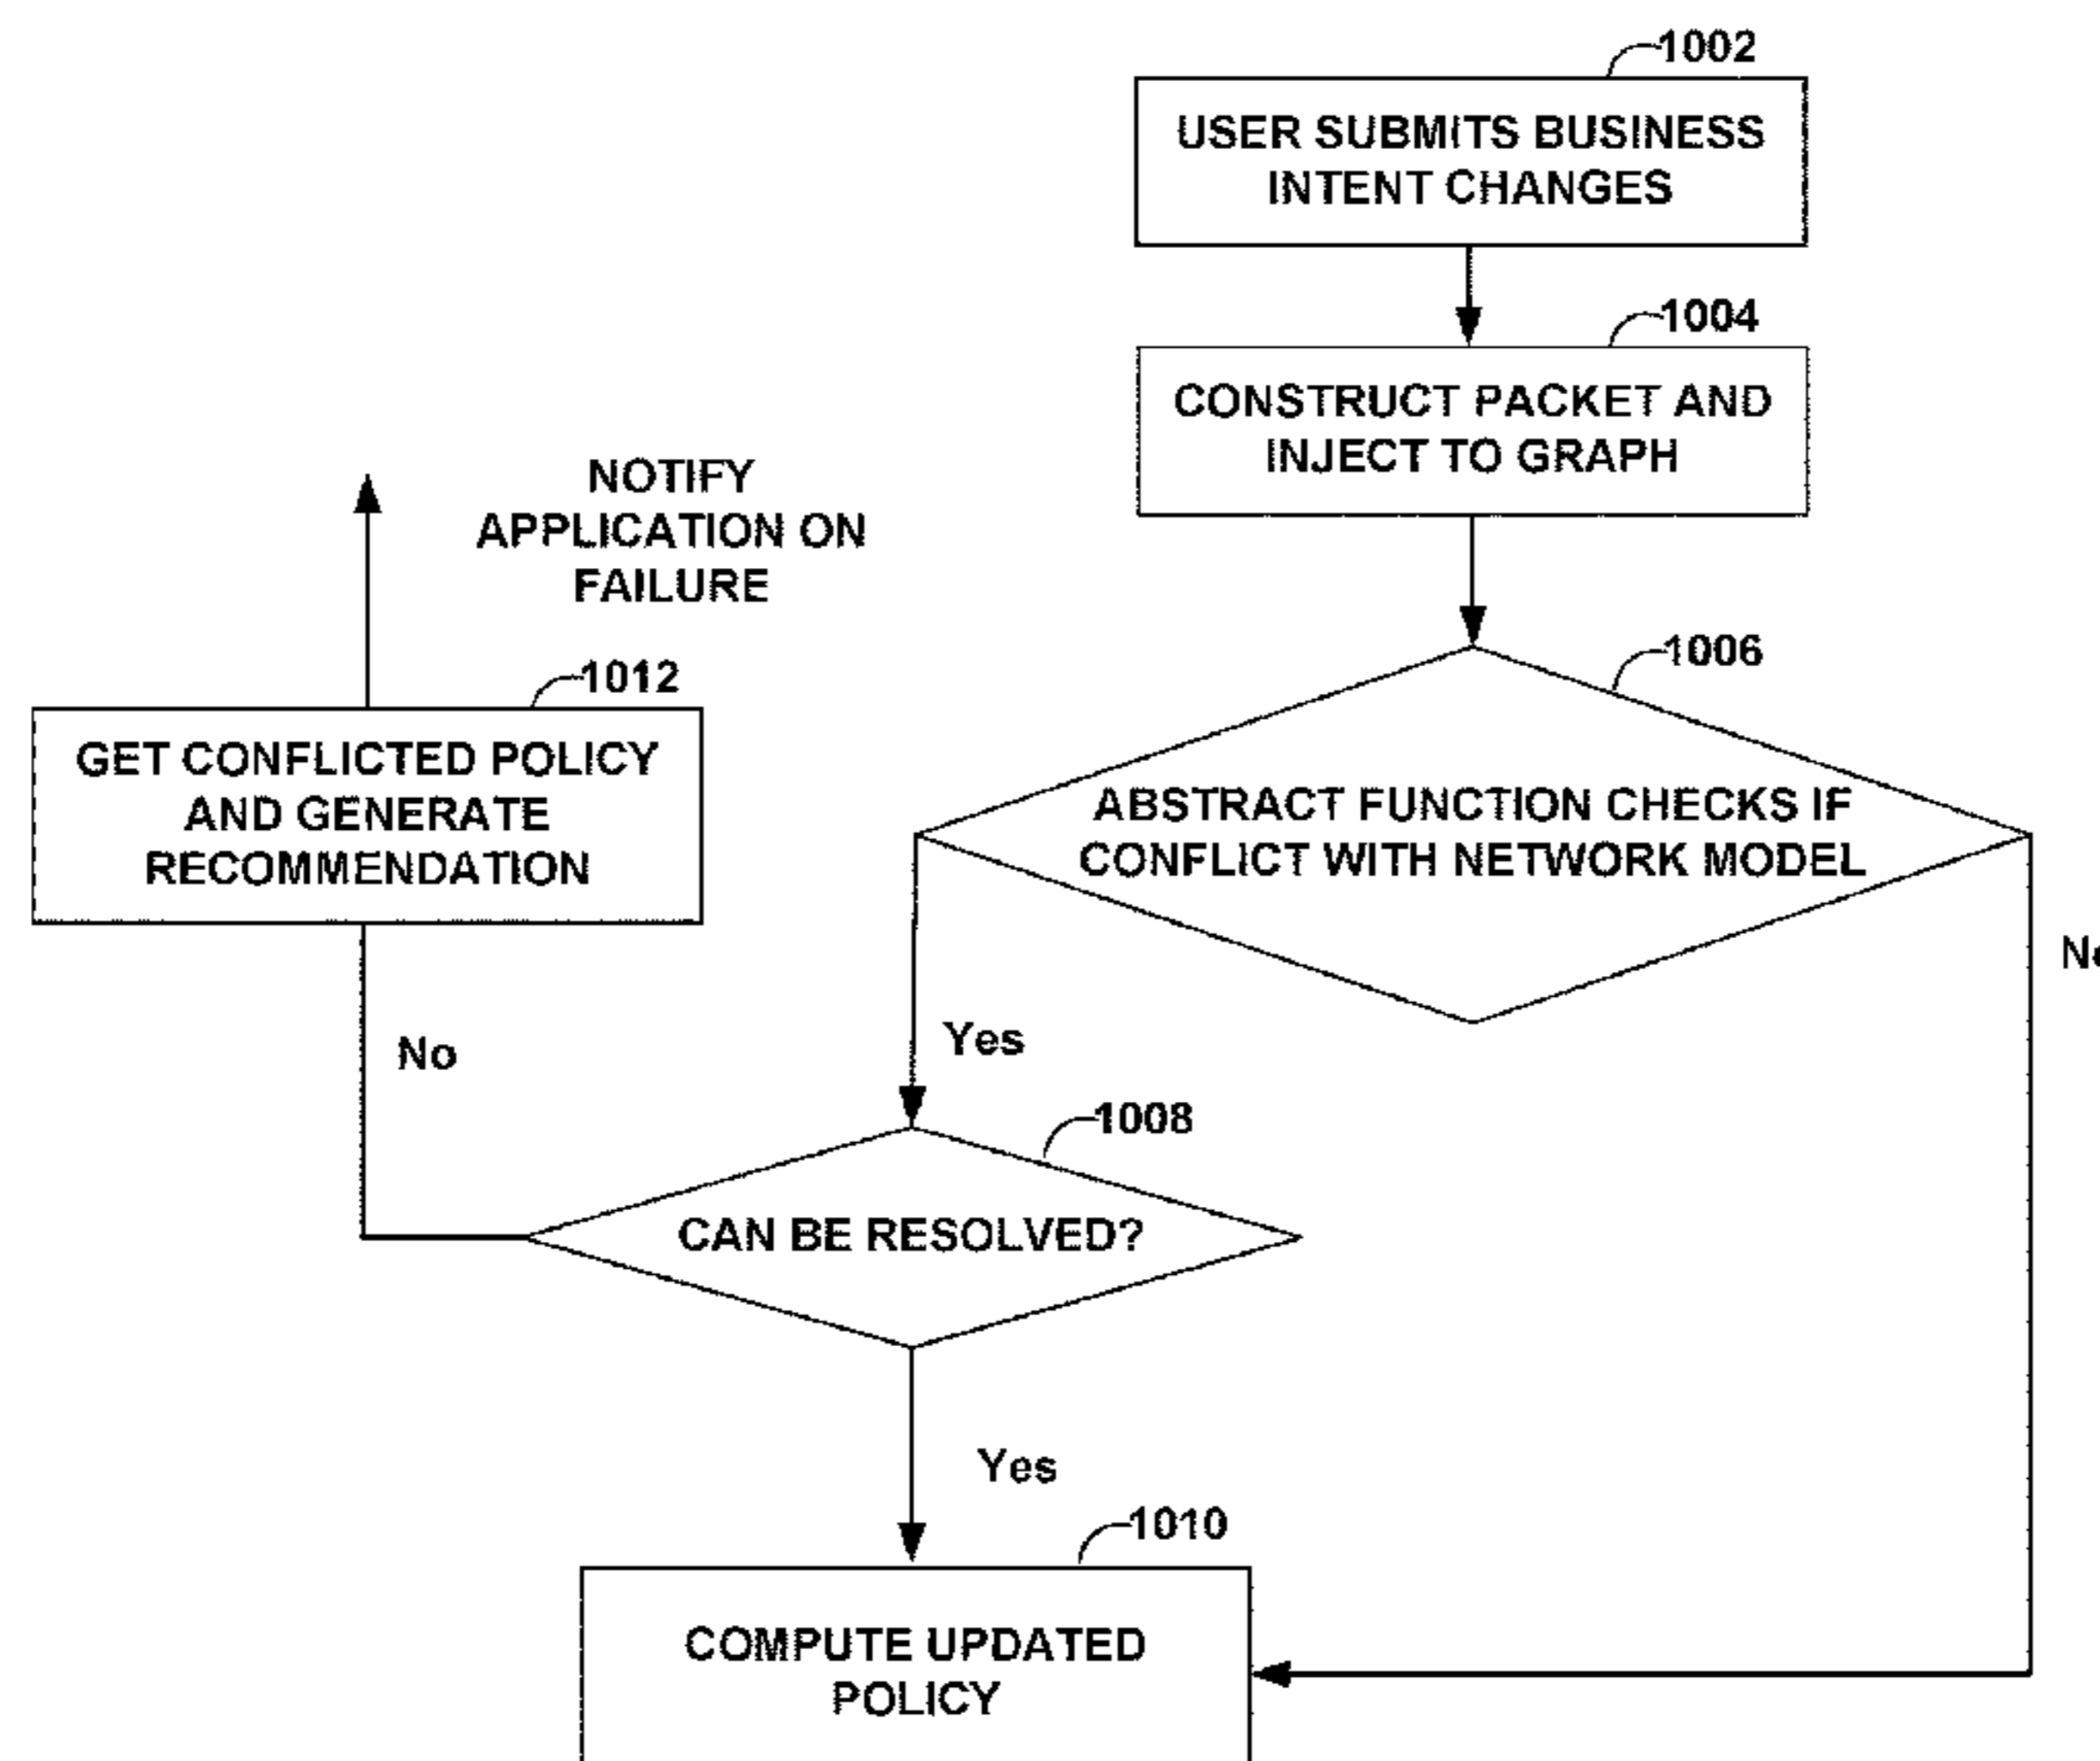 1002
USER SUBMITS BUSINESS
INTENT CHANGES
1004
CONSTRUCT PACKET AND
INJECT TO GRAPH
NOTIFY
APPLICATION ON
FAILURE
1006
ABSTRACT FUNCTION CHECKS IF
CONFLICT WITH NETWORK MODEL
1012
GET CONFLICTED POLICY
AND GENERATE
RECOMMENDATION
No
Yes
No
1008
CAN BE RESOLVED?
Yes
1010
COMPUTE UPDATED
POLICY